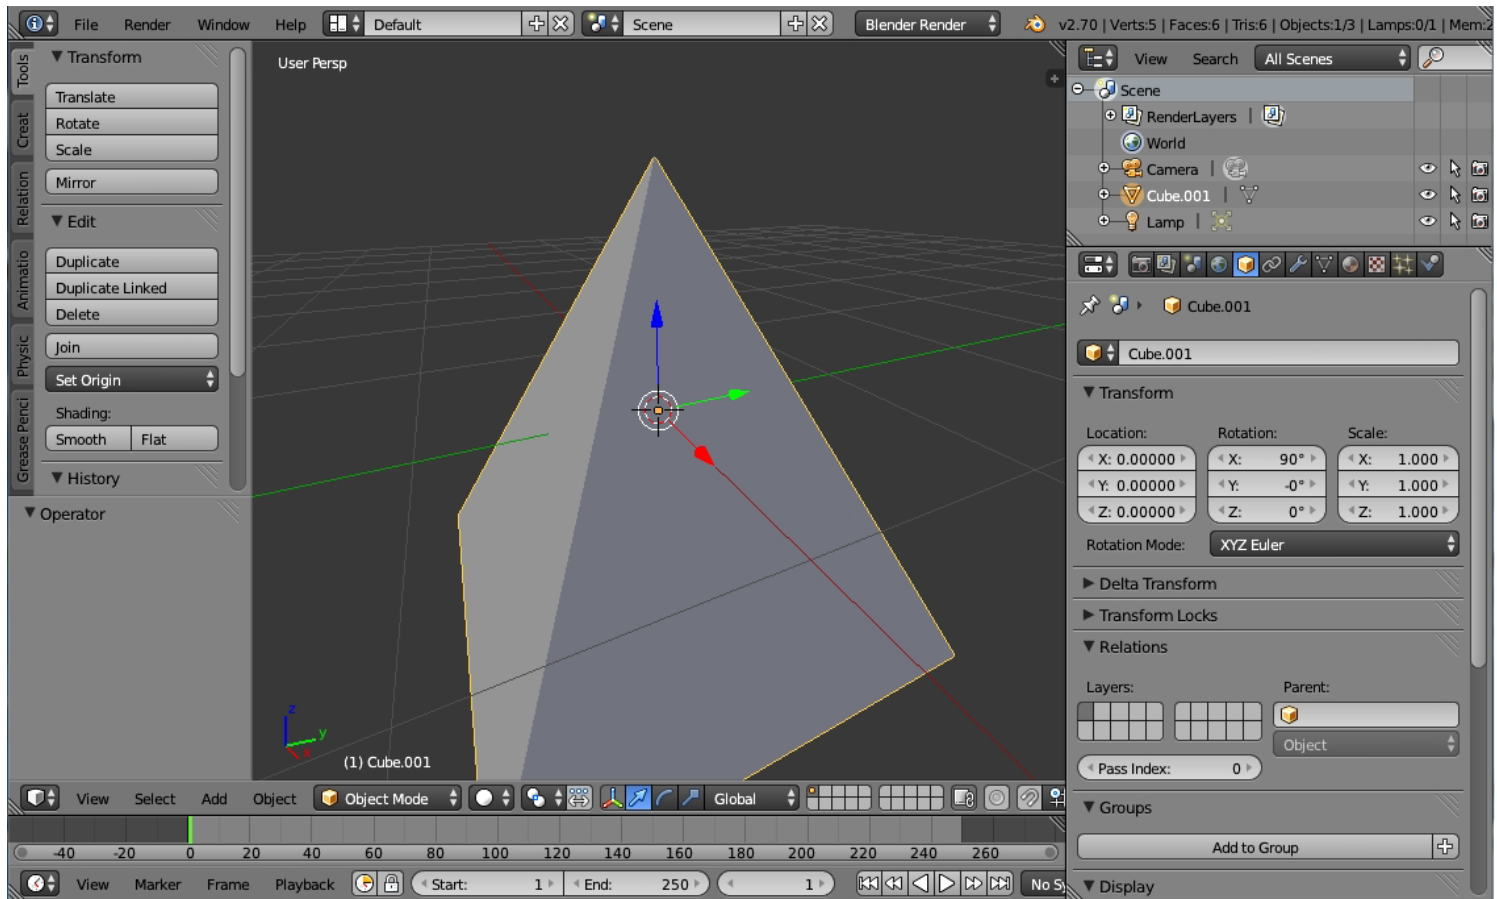 File Render Window Help Default Scene Blender Render v2.70 | Verts:5 | Faces:6 | Tris:6 | Objects:1/3 | Lamps:0/1 | Mem:2
Tools
Creat
Relation
Animatio
Physic
Grease Penci
Transform
Translate
Rotate
Scale
Mirror
Edit
Duplicate
Duplicate Linked
Delete
Join
Set Origin
Shading:
Smooth Flat
History
Operator
User Persp
z
y
x
(1) Cube.001
View Search All Scenes
Scene
RenderLayers |
World
Camera |
Cube.001 |
Lamp |
Cube.001
Cube.001
Transform
Location: Rotation: Scale:
X: 0.00000 X: 90° X: 1.000
Y: 0.00000 Y: -0° Y: 1.000
Z: 0.00000 Z: 0° Z: 1.000
Rotation Mode: XYZ Euler
Delta Transform
Transform Locks
Relations
Layers: Parent:
Object
Pass Index: 0
Groups
Add to Group
Display
View Select Add Object Object Mode Global
-40 -20 0 20 40 60 80 100 120 140 160 180 200 220 240 260
View Marker Frame Playback Start: 1 End: 250 1 No Sy